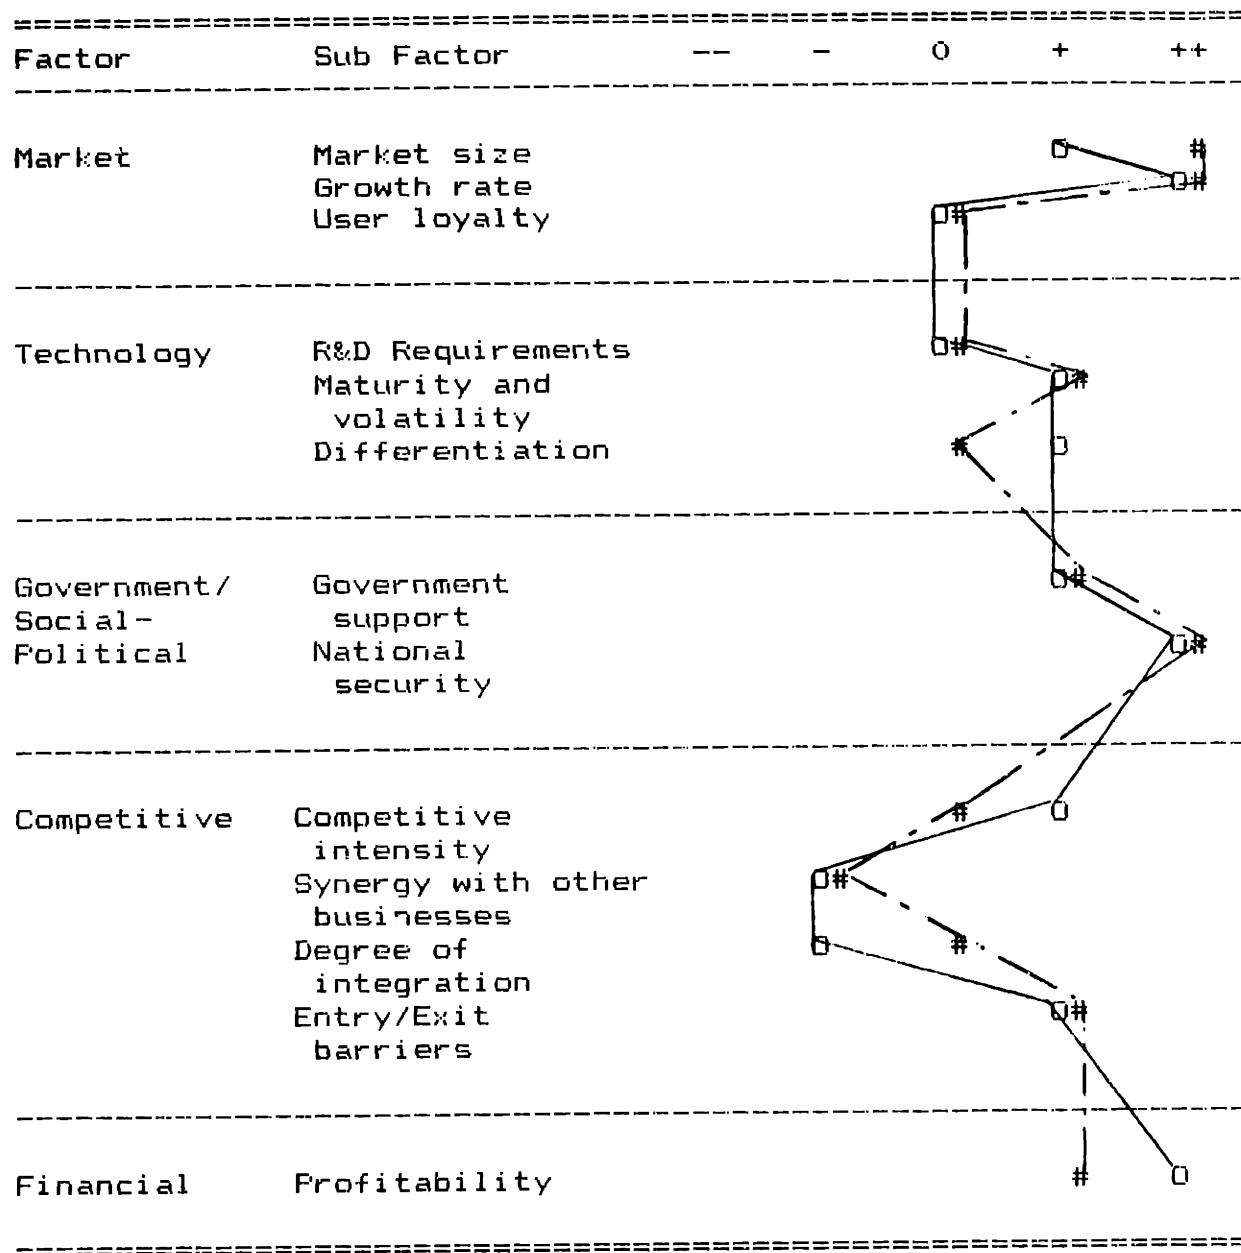 Factor Sub Factor -- - 0 + ++
Market Market size O #
Growth rate O#
User loyalty O#
Technology R&D Requirements O#
Maturity and O#
volatility
Differentiation # O
Government/ Government O#
Social- support
Political National O#
security
Competitive Competitive # O
intensity
Synergy with other O#
businesses
Degree of O #
integration
Entry/Exit O#
barriers
Financial Profitability # O